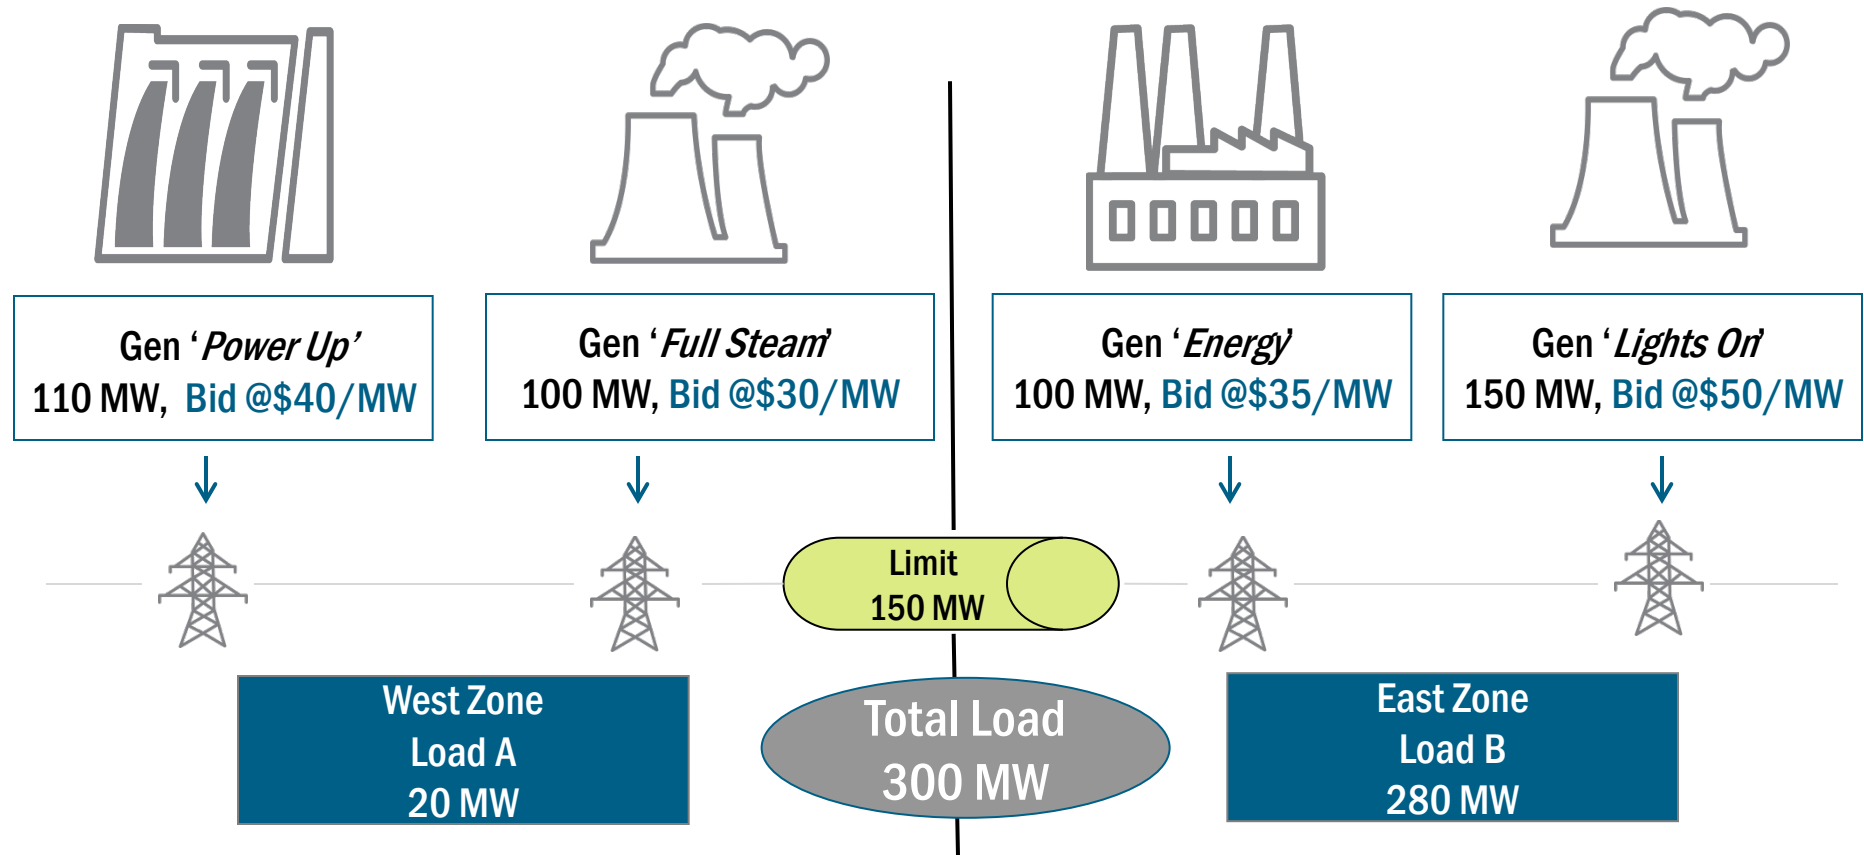 Gen ‘Power Up’
110 MW, Bid @$40/MW
Gen ‘Full Steam’
100 MW, Bid @$30/MW
Gen ‘Energy’
100 MW, Bid @$35/MW
Gen ‘Lights On’
150 MW, Bid @$50/MW
Limit
150 MW
West Zone
Load A
20 MW
Total Load
300 MW
East Zone
Load B
280 MW